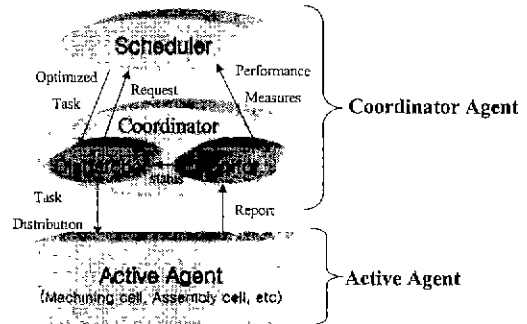 Scheduler
Optimized
Task
Request
Performance
Measures
Coordinator
Coordinator Agent
Status
Task
Distribution
Report
Active Agent
(Machining cell, Assembly cell, etc)
Active Agent